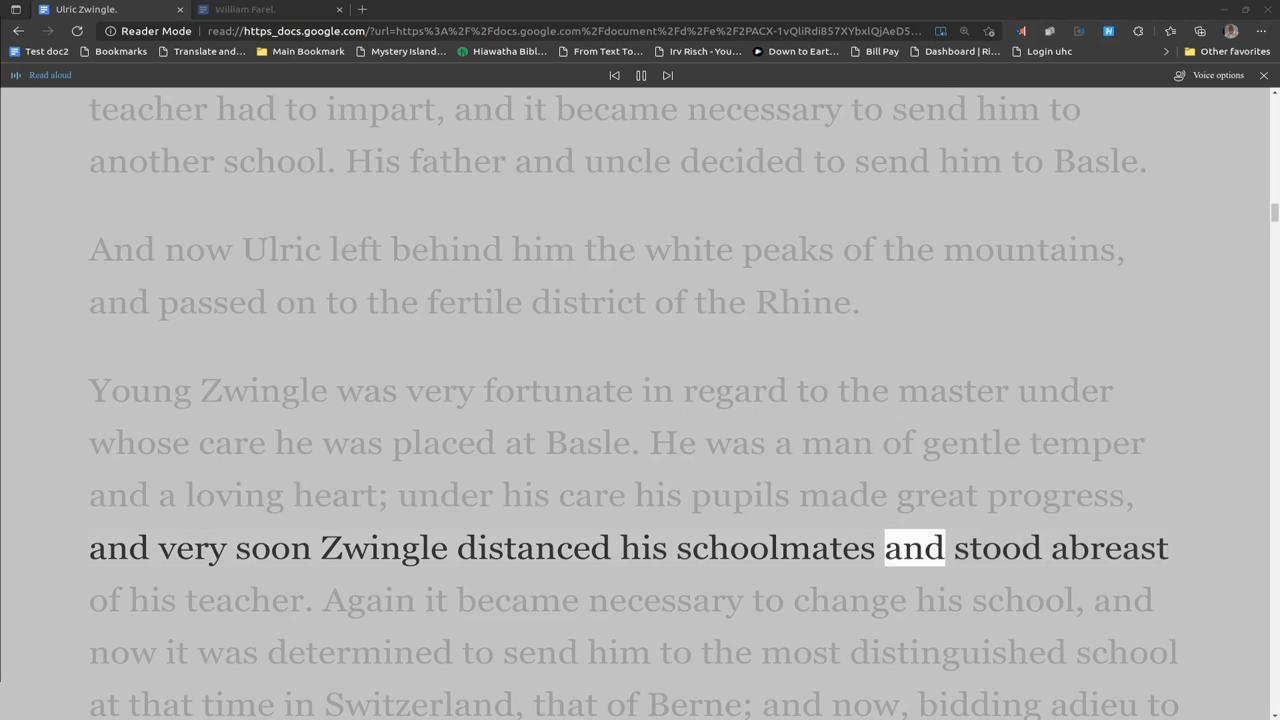 Ulric Zwingle.
William Farel.
Reader Mode
read://https_docs.google.com/?url=https%3A%2F%2Fdocs.google.com%2Fdocument%2Fd%2Fe%2F2PACX-1vQliRdi857XYbxlQjAeD5...
Test doc2
Bookmarks
Translate and...
Main Bookmark
Mystery Island...
Hiawatha Bibl...
From Text To...
Irv Risch - You...
Down to Eart...
Bill Pay
Dashboard | Ri...
Login uhc
Other favorites
Read aloud
Voice options
teacher had to impart, and it became necessary to send him to
another school. His father and uncle decided to send him to Basle.
And now Ulric left behind him the white peaks of the mountains,
and passed on to the fertile district of the Rhine.
Young Zwingle was very fortunate in regard to the master under
whose care he was placed at Basle. He was a man of gentle temper
and a loving heart; under his care his pupils made great progress,
and very soon Zwingle distanced his schoolmates and stood abreast
of his teacher. Again it became necessary to change his school, and
now it was determined to send him to the most distinguished school
at that time in Switzerland, that of Berne; and now, bidding adieu to